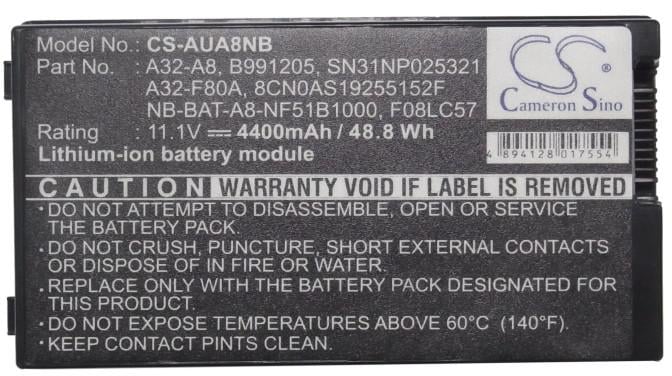 Model No.: CS-AUA8NB
Part No. : A32-A8, B991205, SN31NP025321
A32-F80A, 8CN0AS19255152F
NB-BAT-A8-NF51B1000, F08LC57
Rating : 11.1V ⎓ 4400mAh / 48.8 Wh
Lithium-ion battery module
CS
®
Cameron Sino
4 894128 017554
CAUTION WARRANTY VOID IF LABEL IS REMOVED
• DO NOT ATTEMPT TO DISASSEMBLE, OPEN OR SERVICE
THE BATTERY PACK.
• DO NOT CRUSH, PUNCTURE, SHORT EXTERNAL CONTACTS
OR DISPOSE OF IN FIRE OR WATER.
• REPLACE ONLY WITH THE BATTERY PACK DESIGNATED FOR
THIS PRODUCT.
• DO NOT EXPOSE TEMPERATURES ABOVE 60°C (140°F).
• KEEP CONTACT PINTS CLEAN.